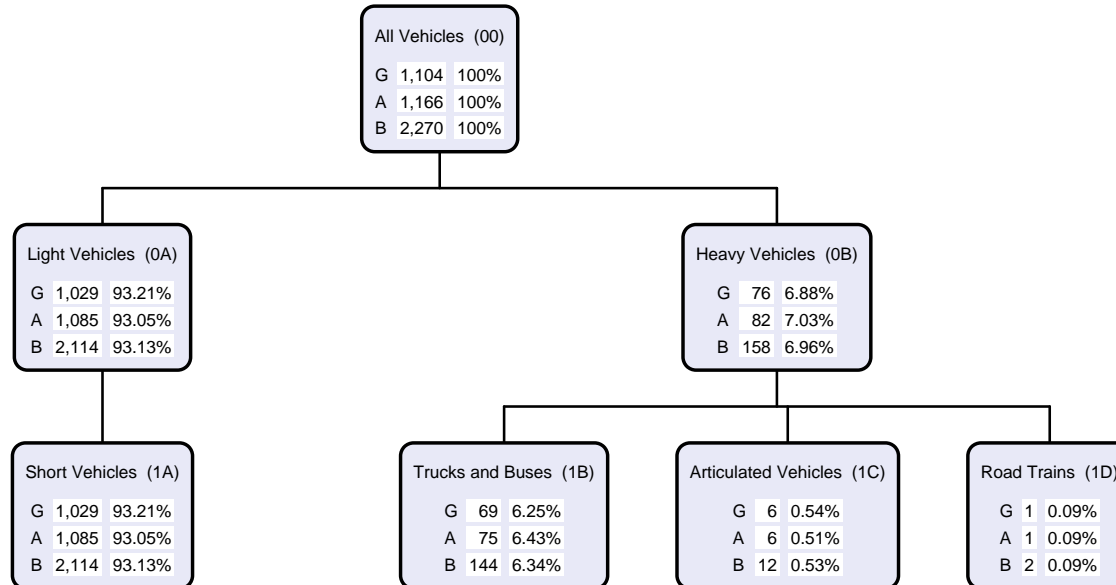 All Vehicles (00)
G 1,104 100%
A 1,166 100%
B 2,270 100%
Light Vehicles (0A)
G 1,029 93.21%
A 1,085 93.05%
B 2,114 93.13%
Heavy Vehicles (0B)
G 76 6.88%
A 82 7.03%
B 158 6.96%
Short Vehicles (1A)
G 1,029 93.21%
A 1,085 93.05%
B 2,114 93.13%
Trucks and Buses (1B)
G 69 6.25%
A 75 6.43%
B 144 6.34%
Articulated Vehicles (1C)
G 6 0.54%
A 6 0.51%
B 12 0.53%
Road Trains (1D)
G 1 0.09%
A 1 0.09%
B 2 0.09%